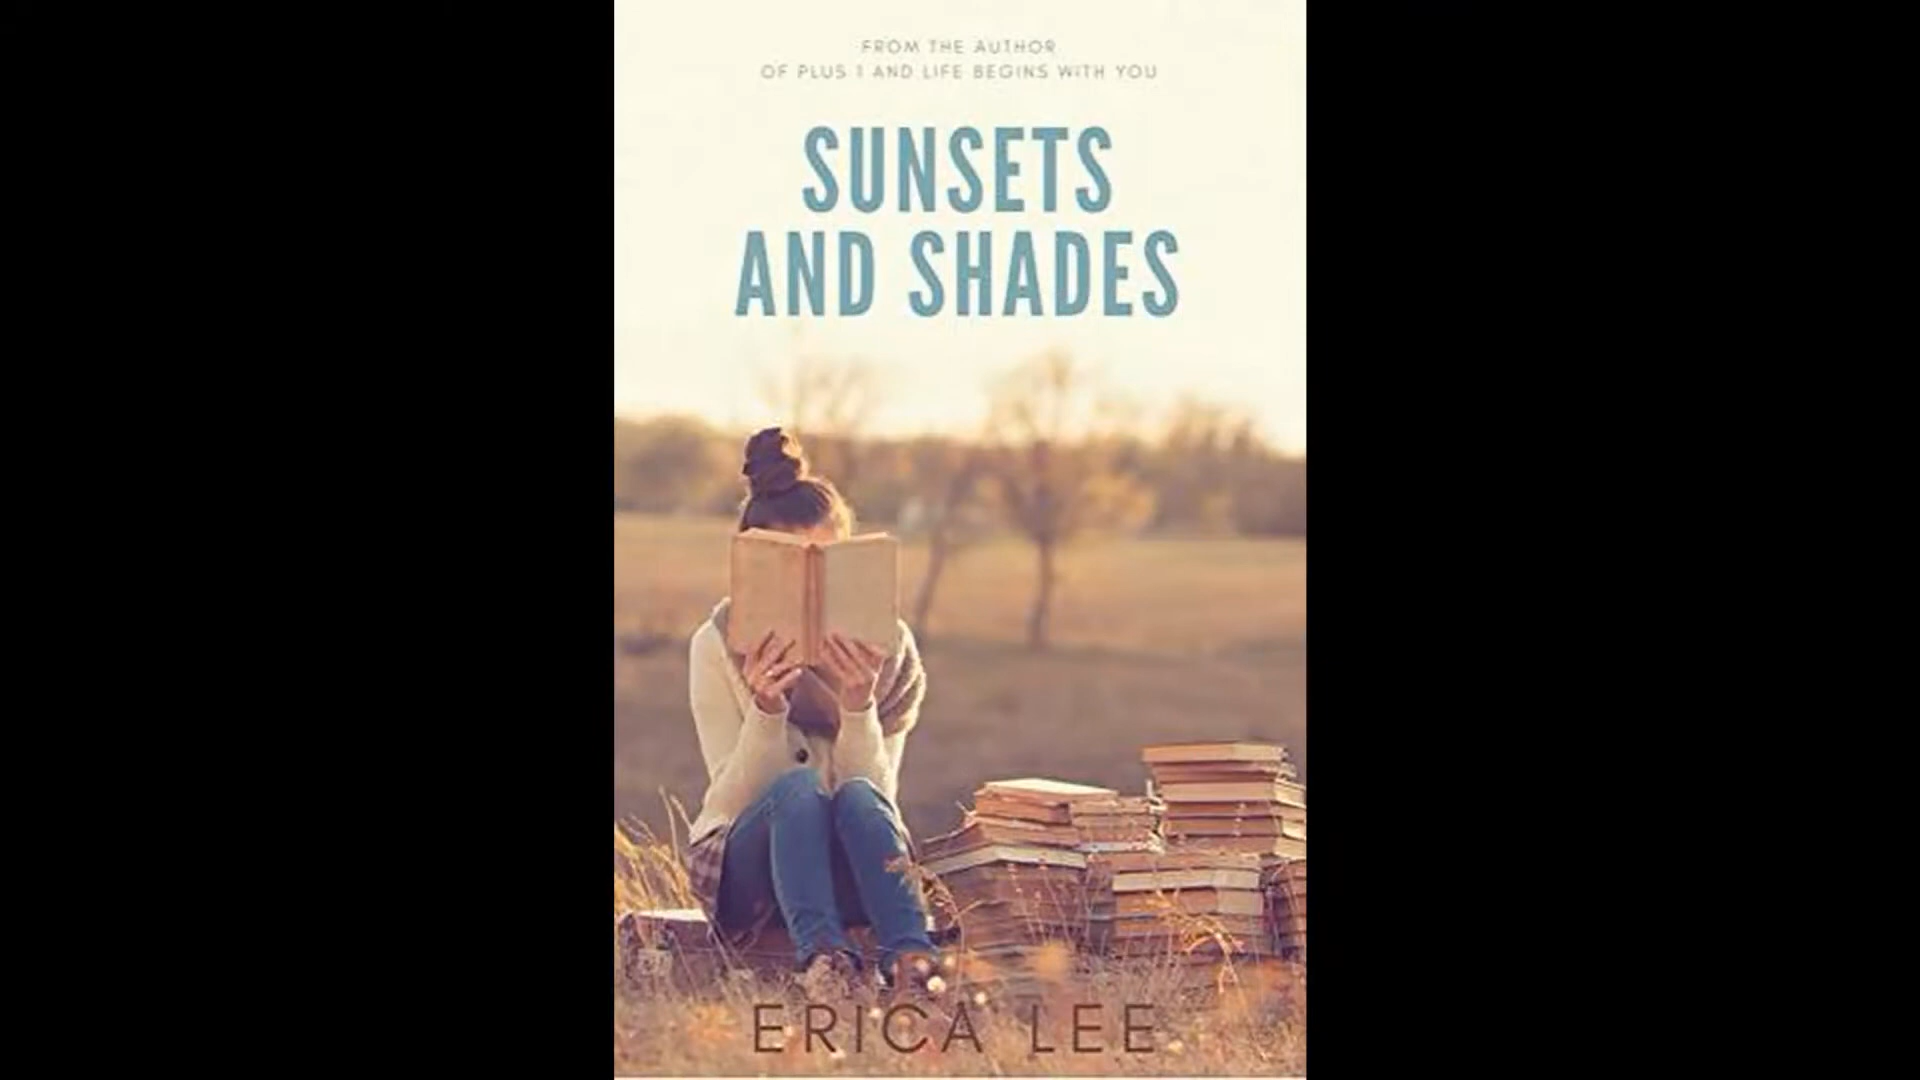 FROM THE AUTHOR
OF PLUS 1 AND LIFE BEGINS WITH YOU
SUNSETS
AND SHADES
ERICA LEE